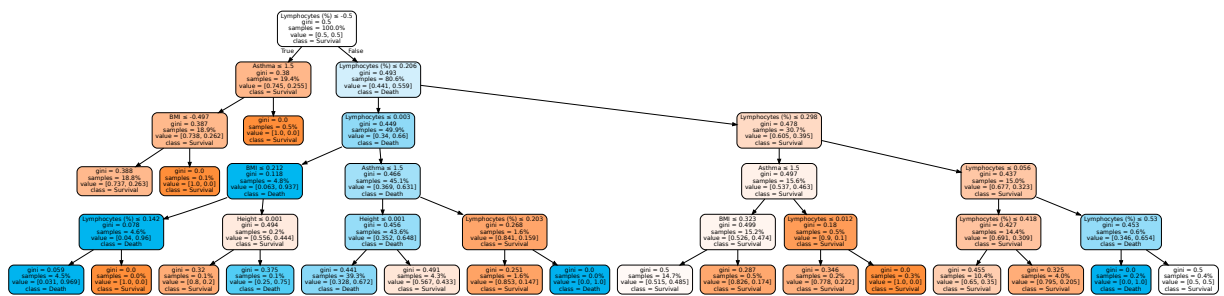 Lymphocytes (%) ≤ -0.5
gini = 0.5
samples = 100.0%
value = [0.5, 0.5]
class = Survival
True
False
Asthma ≤ 1.5
gini = 0.38
samples = 19.4%
value = [0.745, 0.255]
class = Survival
Lymphocytes (%) ≤ 0.206
gini = 0.493
samples = 80.6%
value = [0.441, 0.559]
class = Death
BMI ≤ -0.497
gini = 0.387
samples = 18.9%
value = [0.738, 0.262]
class = Survival
gini = 0.0
samples = 0.5%
value = [1.0, 0.0]
class = Survival
Lymphocytes ≤ 0.003
gini = 0.449
samples = 49.9%
value = [0.34, 0.66]
class = Death
Lymphocytes (%) ≤ 0.298
gini = 0.478
samples = 30.7%
value = [0.605, 0.395]
class = Survival
gini = 0.388
samples = 18.8%
value = [0.737, 0.263]
class = Survival
gini = 0.0
samples = 0.1%
value = [1.0, 0.0]
class = Survival
BMI ≤ 0.212
gini = 0.118
samples = 4.8%
value = [0.063, 0.937]
class = Death
Asthma ≤ 1.5
gini = 0.466
samples = 45.1%
value = [0.369, 0.631]
class = Death
Asthma ≤ 1.5
gini = 0.497
samples = 15.6%
value = [0.537, 0.463]
class = Survival
Lymphocytes ≤ 0.056
gini = 0.437
samples = 15.0%
value = [0.677, 0.323]
class = Survival
Lymphocytes (%) ≤ 0.142
gini = 0.078
samples = 4.6%
value = [0.04, 0.96]
class = Death
Height ≤ 0.001
gini = 0.494
samples = 0.2%
value = [0.556, 0.444]
class = Survival
Height ≤ 0.001
gini = 0.456
samples = 43.6%
value = [0.352, 0.648]
class = Death
Lymphocytes (%) ≤ 0.203
gini = 0.268
samples = 1.6%
value = [0.841, 0.159]
class = Survival
BMI ≤ 0.323
gini = 0.499
samples = 15.2%
value = [0.526, 0.474]
class = Survival
Lymphocytes ≤ 0.012
gini = 0.18
samples = 0.5%
value = [0.9, 0.1]
class = Survival
Lymphocytes (%) ≤ 0.418
gini = 0.427
samples = 14.4%
value = [0.691, 0.309]
class = Survival
Lymphocytes (%) ≤ 0.53
gini = 0.453
samples = 0.6%
value = [0.346, 0.654]
class = Death
gini = 0.059
samples = 4.5%
value = [0.031, 0.969]
class = Death
gini = 0.0
samples = 0.0%
value = [1.0, 0.0]
class = Survival
gini = 0.32
samples = 0.1%
value = [0.8, 0.2]
class = Survival
gini = 0.375
samples = 0.1%
value = [0.25, 0.75]
class = Death
gini = 0.441
samples = 39.3%
value = [0.328, 0.672]
class = Death
gini = 0.491
samples = 4.3%
value = [0.567, 0.433]
class = Survival
gini = 0.251
samples = 1.6%
value = [0.853, 0.147]
class = Survival
gini = 0.0
samples = 0.0%
value = [0.0, 1.0]
class = Death
gini = 0.5
samples = 14.7%
value = [0.515, 0.485]
class = Survival
gini = 0.287
samples = 0.5%
value = [0.826, 0.174]
class = Survival
gini = 0.346
samples = 0.2%
value = [0.778, 0.222]
class = Survival
gini = 0.0
samples = 0.3%
value = [1.0, 0.0]
class = Survival
gini = 0.455
samples = 10.4%
value = [0.65, 0.35]
class = Survival
gini = 0.325
samples = 4.0%
value = [0.795, 0.205]
class = Survival
gini = 0.0
samples = 0.2%
value = [0.0, 1.0]
class = Death
gini = 0.5
samples = 0.4%
value = [0.5, 0.5]
class = Survival